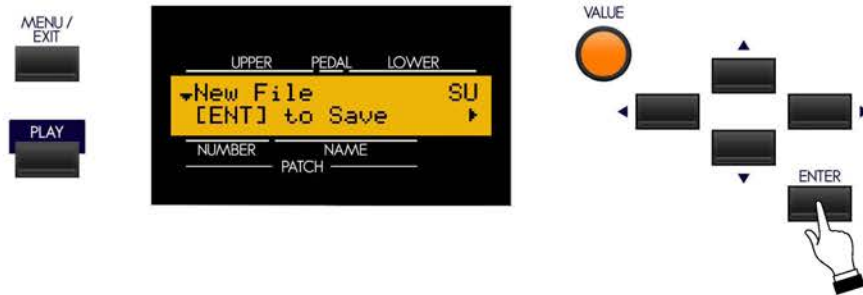 MENU /
EXIT
PLAY
UPPER PEDAL LOWER
New File SU
[ENT] to Save
NUMBER NAME
PATCH
VALUE
ENTER